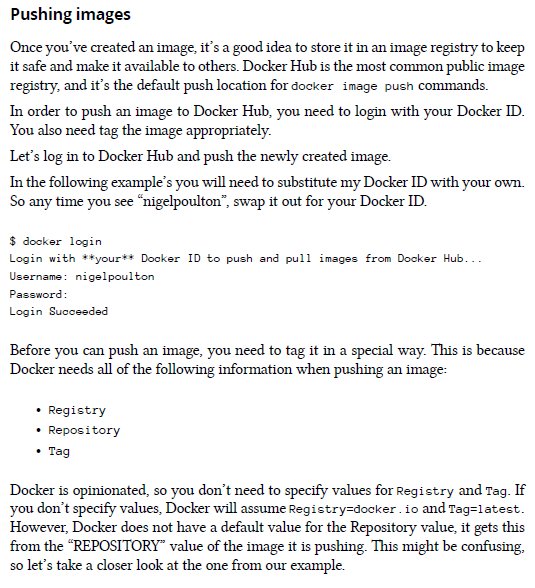 Pushing images
Once you've created an image, it's a good idea to store it in an image registry to keep
it safe and make it available to others. Docker Hub is the most common public image
registry, and it's the default push location for docker image push commands.
In order to push an image to Docker Hub, you need to login with your Docker ID.
You also need tag the image appropriately.
Let's log in to Docker Hub and push the newly created image.
In the following example's you will need to substitute my Docker ID with your own.
So any time you see “nigelpoulton”, swap it out for your Docker ID.
$ docker login
Login with **your** Docker ID to push and pull images from Docker Hub...
Username: nigelpoulton
Password:
Login Succeeded
Before you can push an image, you need to tag it in a special way. This is because
Docker needs all of the following information when pushing an image:
• Registry
• Repository
• Tag
Docker is opinionated, so you don't need to specify values for Registry and Tag. If
you don't specify values, Docker will assume Registry=docker.io and Tag=latest.
However, Docker does not have a default value for the Repository value, it gets this
from the “REPOSITORY” value of the image it is pushing. This might be confusing,
so let's take a closer look at the one from our example.